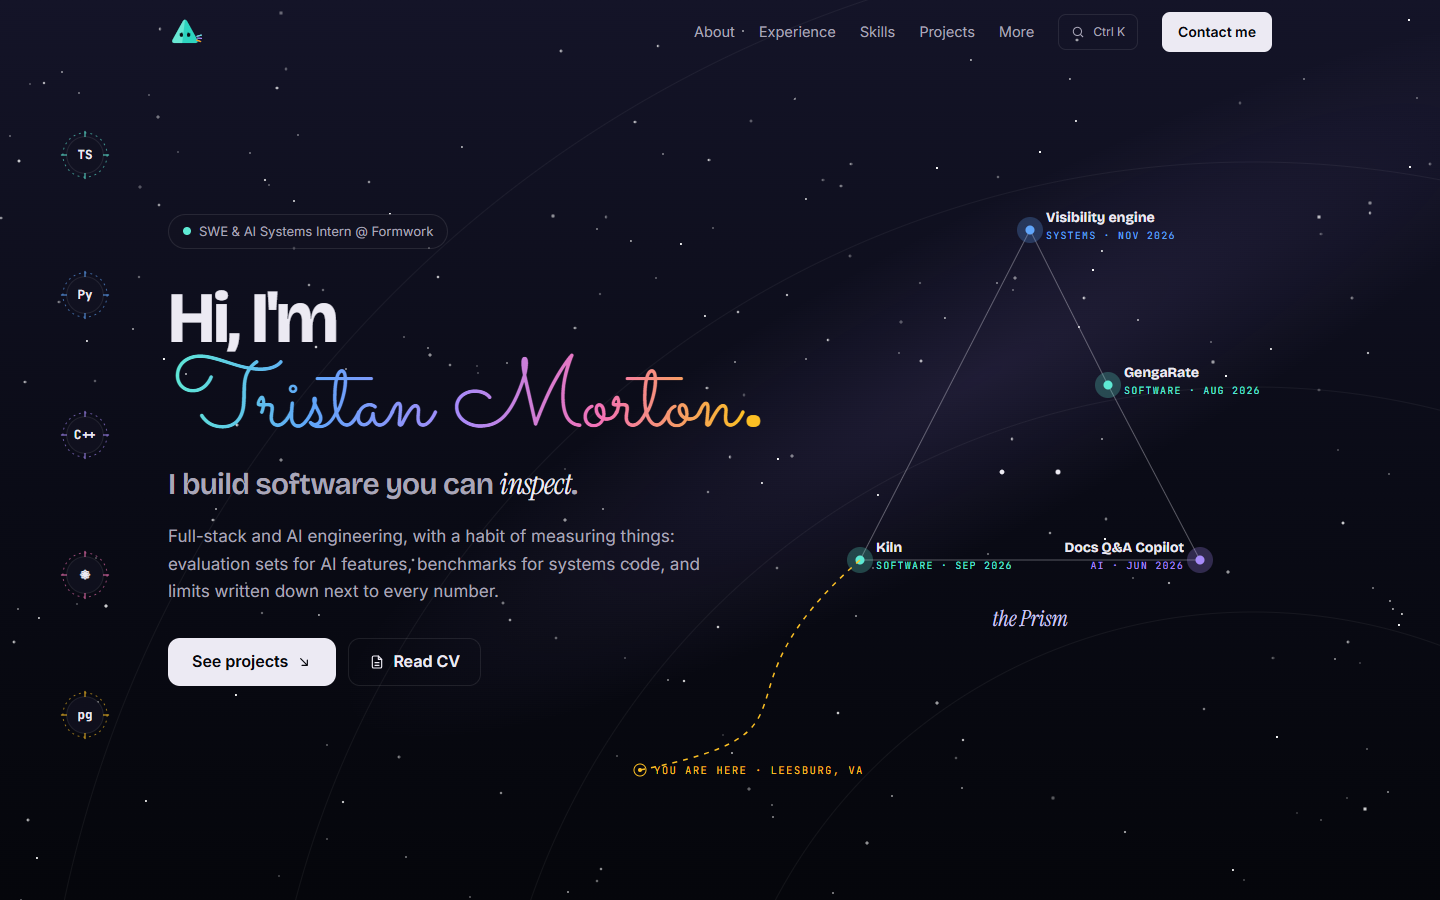 About
Experience
Skills
Projects
More
Ctrl K
Contact me
TS
Py
C++
pg
SWE & AI Systems Intern @ Formwork
Hi, I'm
Tristan Morton.
I build software you can inspect.
Full-stack and AI engineering, with a habit of measuring things:
evaluation sets for AI features, benchmarks for systems code, and
limits written down next to every number.
See projects
Read CV
Visibility engine
SYSTEMS · NOV 2026
GengaRate
SOFTWARE · AUG 2026
Kiln
SOFTWARE · SEP 2026
Docs Q&A Copilot
AI · JUN 2026
the Prism
YOU ARE HERE · LEESBURG, VA